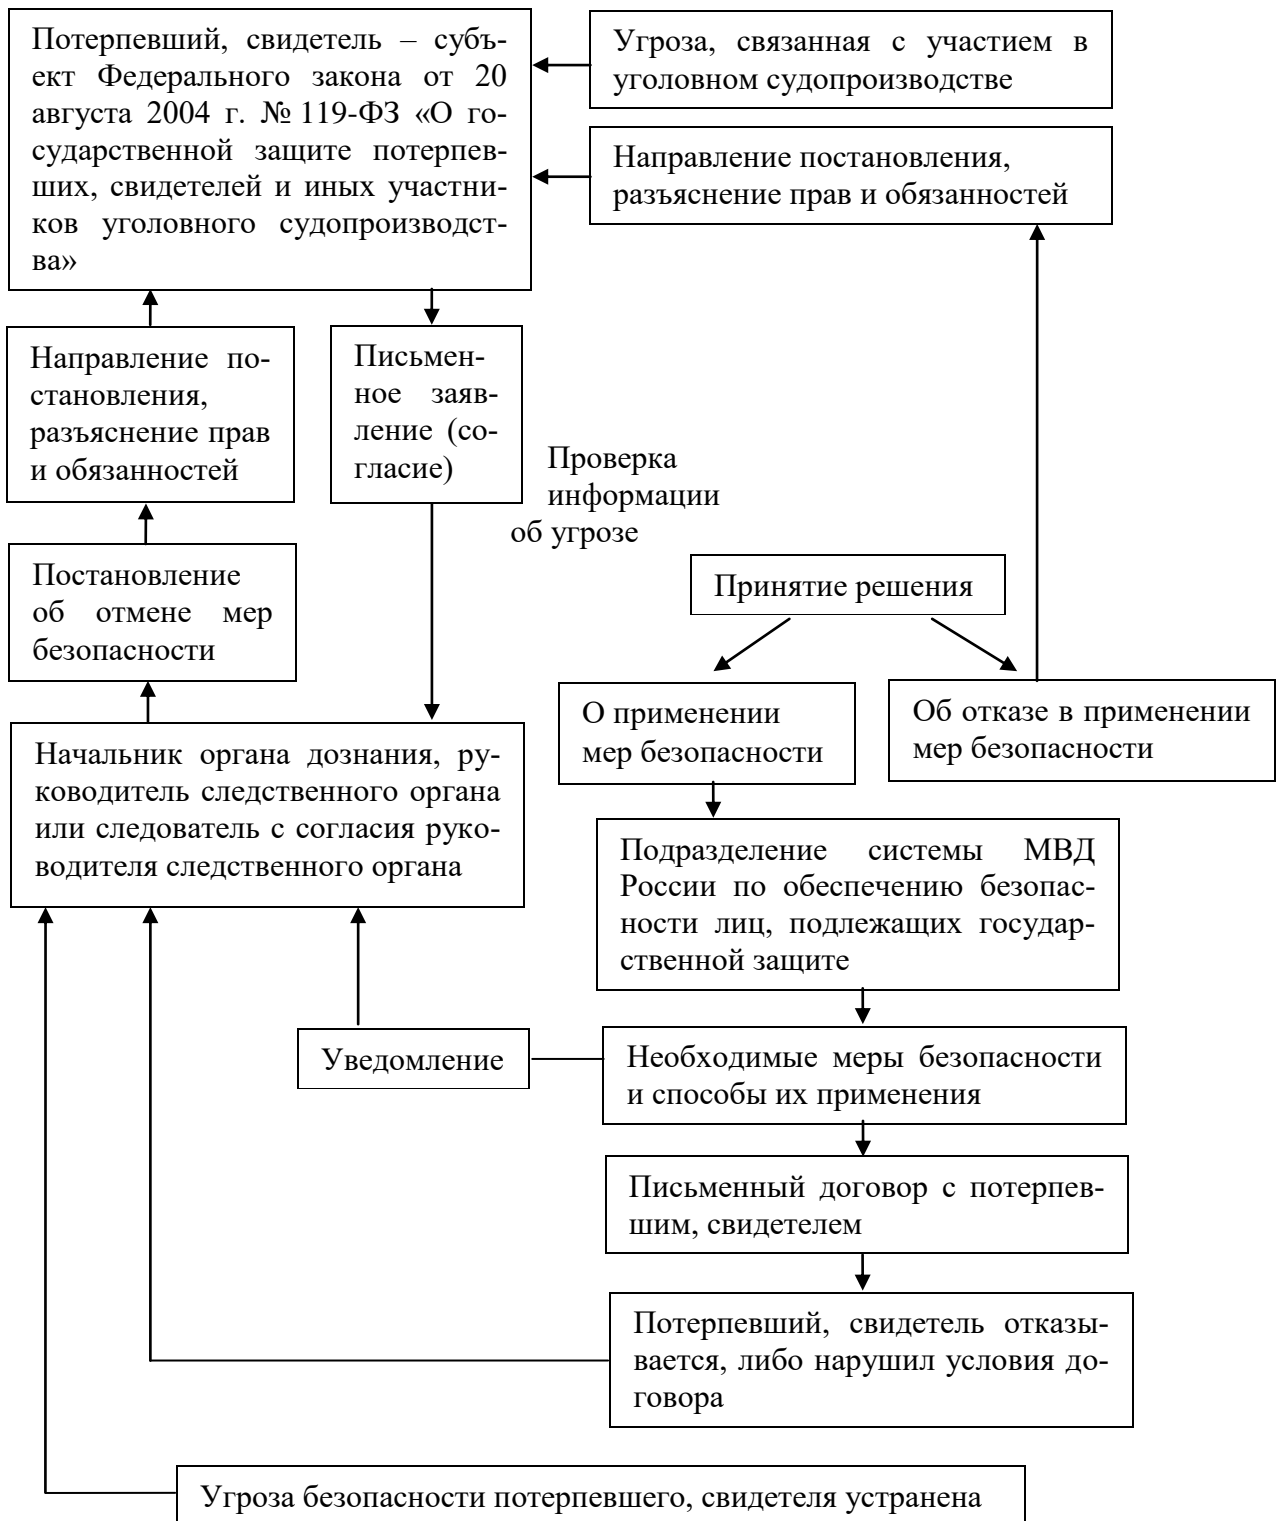 Потерпевший, свидетель – субъ-
ект Федерального закона от 20
августа 2004 г. № 119-ФЗ «О го-
сударственной защите потерпев-
ших, свидетелей и иных участни-
ков уголовного судопроизводст-
ва»
Угроза, связанная с участием в
уголовном судопроизводстве
Направление постановления,
разъяснение прав и обязанностей
Направление по-
становления,
разъяснение прав
и обязанностей
Письмен-
ное заяв-
ление (со-
гласие)
Проверка
информации
об угрозе
Постановление
об отмене мер
безопасности
Принятие решения
О применении
мер безопасности
Об отказе в применении
мер безопасности
Начальник органа дознания, ру-
ководитель следственного органа
или следователь с согласия руко-
водителя следственного органа
Подразделение системы МВД
России по обеспечению безопас-
ности лиц, подлежащих государ-
ственной защите
Уведомление
Необходимые меры безопасности
и способы их применения
Письменный договор с потерпев-
шим, свидетелем
Потерпевший, свидетель отказы-
вается, либо нарушил условия до-
говора
Угроза безопасности потерпевшего, свидетеля устранена